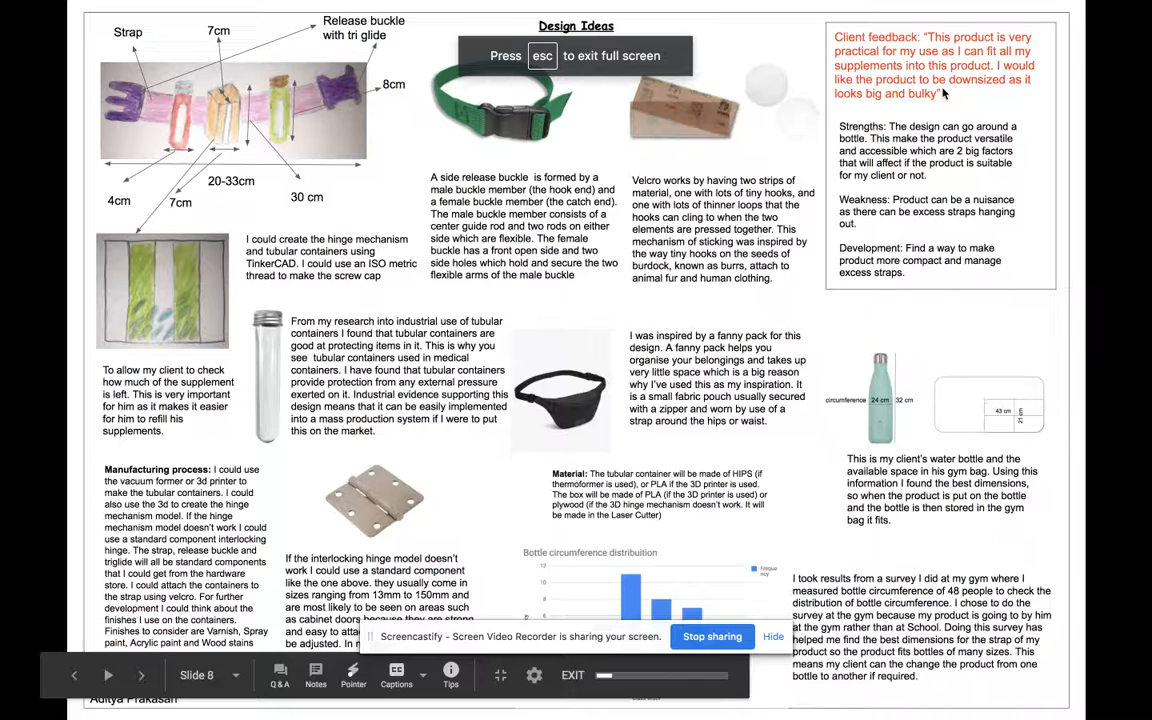 Design Ideas
Press esc to exit full screen
Strap
7cm
Release buckle
with tri glide
8cm
20-33cm
30 cm
4cm
7cm
I could create the hinge mechanism
and tubular containers using
TinkerCAD. I could use an ISO metric
thread to make the screw cap
A side release buckle is formed by a
male buckle member (the hook end) and
a female buckle member (the catch end).
The male buckle member consists of a
center guide rod and two rods on either
side which are flexible. The female
buckle has a front open side and two
side holes which hold and secure the two
flexible arms of the male buckle
Velcro works by having two strips of
material, one with lots of tiny hooks, and
one with lots of thinner loops that the
hooks can cling to when the two
elements are pressed together. This
mechanism of sticking was inspired by
the way tiny hooks on the seeds of
burdock, known as burrs, attach to
animal fur and human clothing.
Client feedback: "This product is very
practical for my use as I can fit all my
supplements into this product. I would
like the product to be downsized as it
looks big and bulky"
Strengths: The design can go around a
bottle. This make the product versatile
and accessible which are 2 big factors
that will affect if the product is suitable
for my client or not.
Weakness: Product can be a nuisance
as there can be excess straps hanging
out.
Development: Find a way to make
product more compact and manage
excess straps.
To allow my client to check
how much of the supplement
is left. This is very important
for him as it makes it easier
for him to refill his
supplements.
From my research into industrial use of tubular
containers I found that tubular containers are
good at protecting items in it. This is why you
see tubular containers used in medical
containers. I have found that tubular containers
provide protection from any external pressure
exerted on it. Industrial evidence supporting this
design means that it can be easily implemented
into a mass production system if I were to put
this on the market.
I was inspired by a fanny pack for this
design. A fanny pack helps you
organise your belongings and takes up
very little space which is a big reason
why I've used this as my inspiration. It
is a small fabric pouch usually secured
with a zipper and worn by use of a
strap around the hips or waist.
circumference
24 cm
32 cm
43 cm
21 cm
This is my client's water bottle and the
available space in his gym bag. Using this
information I found the best dimensions,
so when the product is put on the bottle
and the bottle is then stored in the gym
bag it fits.
Manufacturing process: I could use
the vacuum former or 3d printer to
make the tubular containers. I could
also use the 3d to create the hinge
mechanism model. If the hinge
mechanism model doesn't work I could
use a standard component interlocking
hinge. The strap, release buckle and
triglide will all be standard components
that I could get from the hardware
store. I could attach the containers to
the strap using velcro. For further
development I could think about the
finishes I use on the containers.
Finishes to consider are Varnish, Spray
paint, Acrylic paint and Wood stains
If the interlocking hinge model doesn't
work I could use a standard component
like the one above. they usually come in
sizes ranging from 13mm to 150mm and
are most likely to be seen on areas such
as cabinet doors because they are strong
and easy to
be adjusted. In
Material: The tubular container will be made of HIPS (if
thermoformer is used), or PLA if the 3D printer is used.
The box will be made of PLA (if the 3D printer is used) or
plywood (if the 3D hinge mechanism doesn't work. It will
be made in the Laser Cutter)
Bottle circumference distribuition
12
10
8
6
Freque
ncy
I took results from a survey I did at my gym where I
measured bottle circumference of 48 people to check the
distribution of bottle circumference. I chose to do the
survey at the gym because my product is going to by him
at the gym rather than at School. Doing this survey has
helped me find the best dimensions for the strap of my
product so the product fits bottles of many sizes. This
means my client can the change the product from one
bottle to another if required.
Screencastify - Screen Video Recorder is sharing your screen.
Stop sharing
Hide
Slide 8
Q & A
Notes
Pointer
Captions
Tips
EXIT
Aditya Prakasan